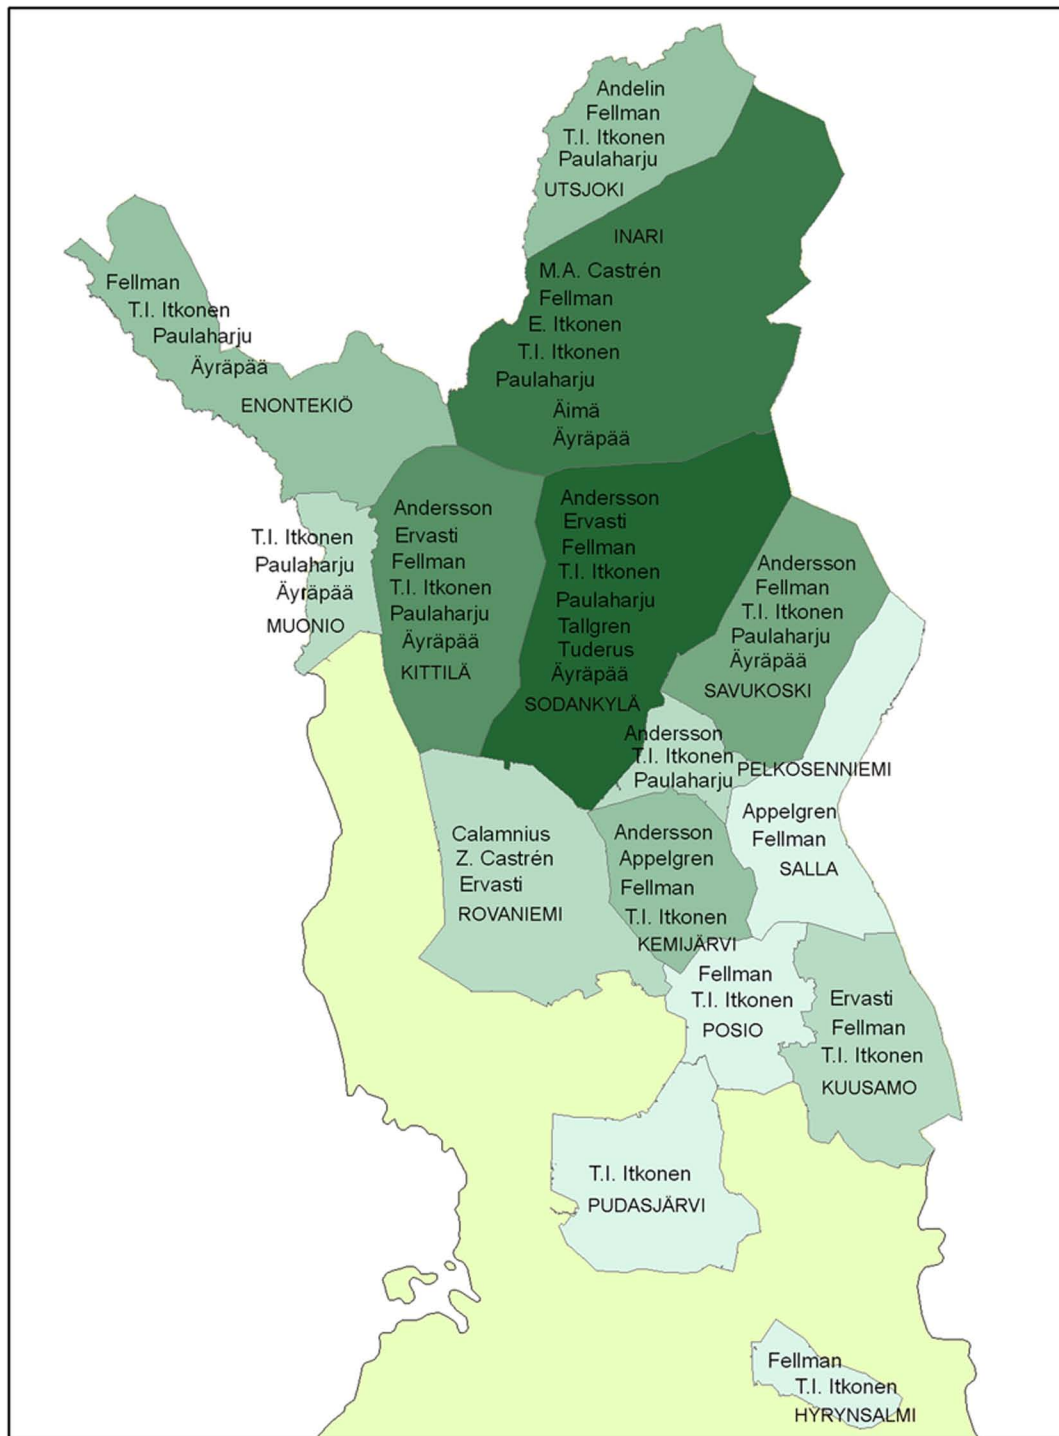 Andelin
Fellman
T.I. Itkonen
Paulaharju
UTSJOKI
INARI
M.A. Castrén
Fellman
E. Itkonen
T.I. Itkonen
Paulaharju
Äimä
Äyräpää
Fellman
T.I. Itkonen
Paulaharju
Äyräpää
ENONTEKIÖ
T.I. Itkonen
Paulaharju
Äyräpää
MUONIO
Andersson
Ervasti
Fellman
T.I. Itkonen
Paulaharju
Äyräpää
KITTILÄ
Andersson
Ervasti
Fellman
T.I. Itkonen
Paulaharju
Tallgren
Tuderus
Äyräpää
SODANKYLÄ
Andersson
Fellman
T.I. Itkonen
Paulaharju
Äyräpää
SAVUKOSKI
Andersson
T.I. Itkonen
Paulaharju
PELKOSENNIEMI
Appelgren
Fellman
SALLA
Calamnius
Z. Castrén
Ervasti
ROVANIEMI
Andersson
Appelgren
Fellman
T.I. Itkonen
KEMIJÄRVI
Fellman
T.I. Itkonen
POSIO
Ervasti
Fellman
T.I. Itkonen
KUUSAMO
T.I. Itkonen
PUDASJÄRVI
Fellman
T.I. Itkonen
HYRYNSALMI